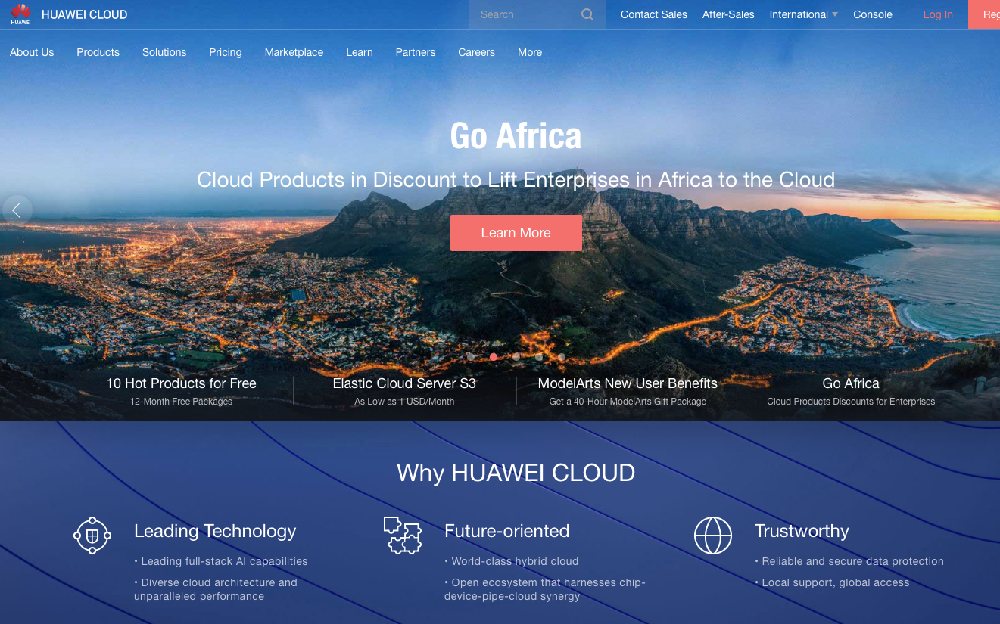 HUAWEI
HUAWEI CLOUD
Search
Contact Sales
After-Sales
International
Console
Log In
Reg
About Us
Products
Solutions
Pricing
Marketplace
Learn
Partners
Careers
More
Go Africa
Cloud Products in Discount to Lift Enterprises in Africa to the Cloud
Learn More
10 Hot Products for Free
12-Month Free Packages
Elastic Cloud Server S3
As Low as 1 USD/Month
ModelArts New User Benefits
Get a 40-Hour ModelArts Gift Package
Go Africa
Cloud Products Discounts for Enterprises
Why HUAWEI CLOUD
Leading Technology
• Leading full-stack AI capabilities
• Diverse cloud architecture and
unparalleled performance
Future-oriented
• World-class hybrid cloud
• Open ecosystem that harnesses chip-
device-pipe-cloud synergy
Trustworthy
• Reliable and secure data protection
• Local support, global access